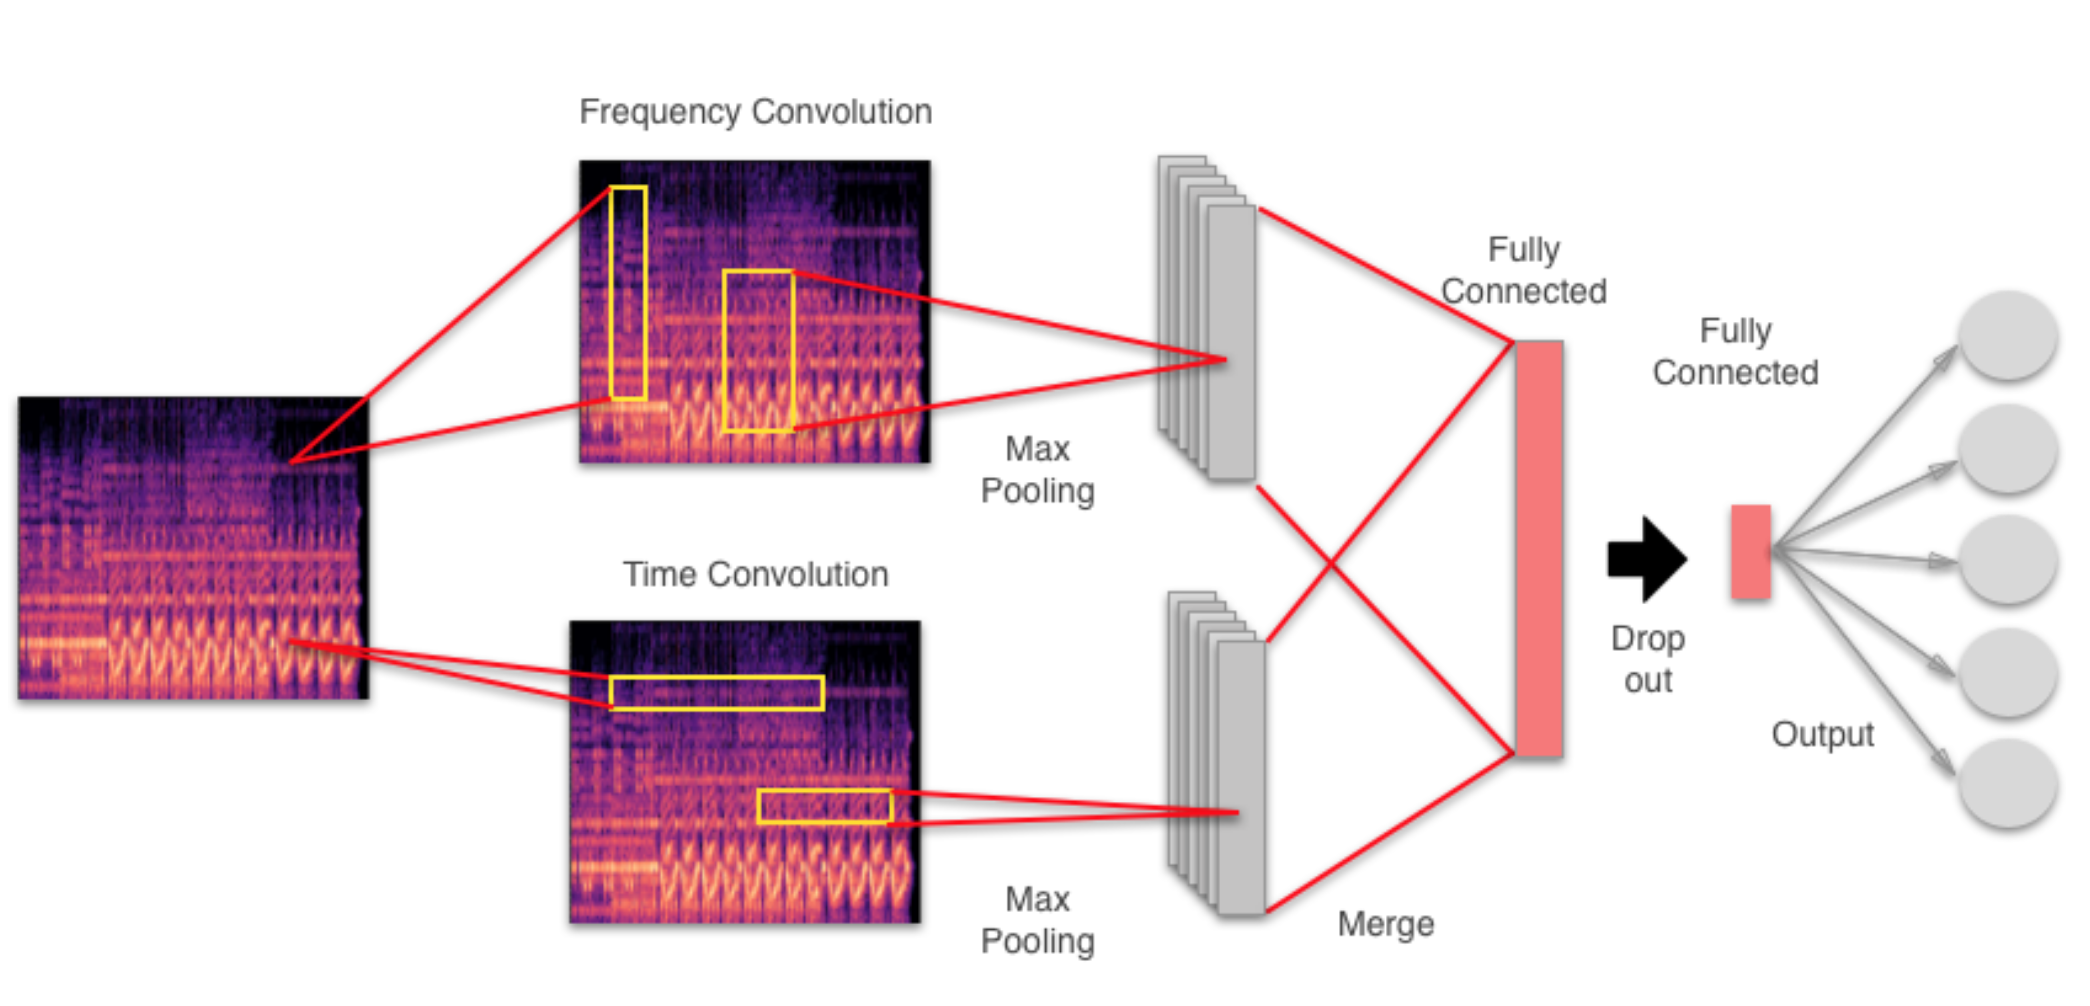 Frequency Convolution
Max
Pooling
Time Convolution
Max
Pooling
Merge
Fully
Connected
Drop
out
Fully
Connected
Output